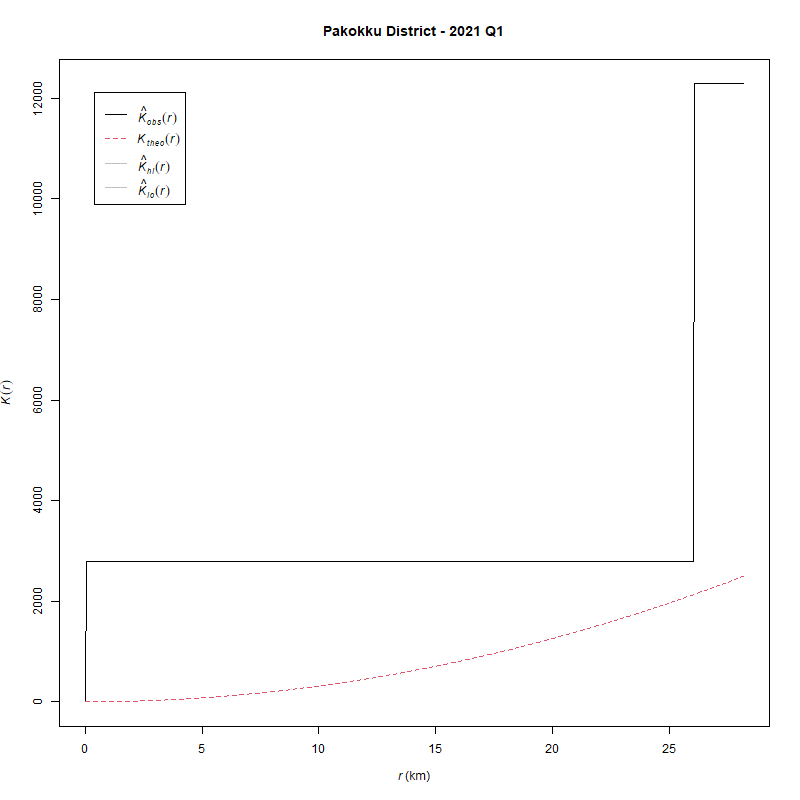 Pakokku District - 2021 Q1
K̂obs(r)
Ktheo(r)
K̂hi(r)
K̂lo(r)
12000
10000
8000
6000
4000
2000
0
K(r)
0 5 10 15 20 25
r (km)